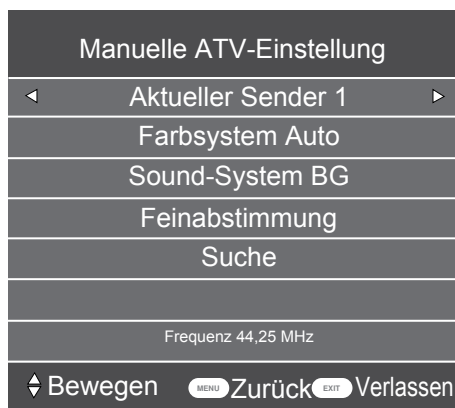 Manuelle ATV-Einstellung
Aktueller Sender 1
Farbsystem Auto
Sound-System BG
Feinabstimmung
Suche
Frequenz 44,25 MHz
Bewegen MENU Zurück EXIT Verlassen